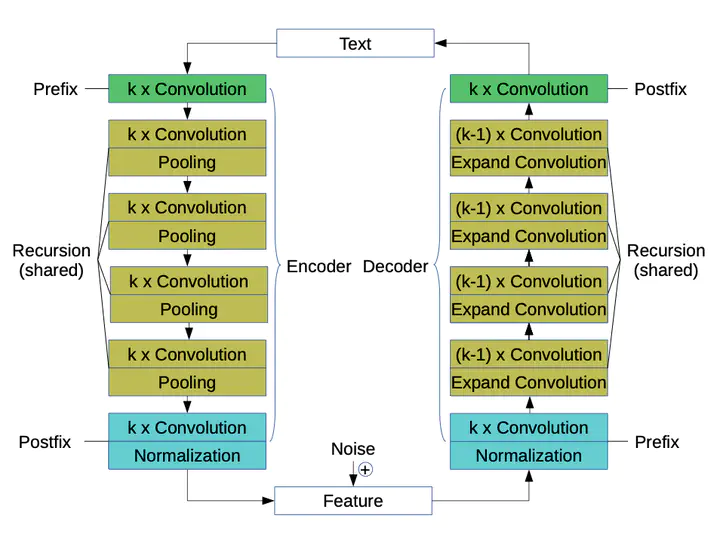 Text
Prefix
k x Convolution
k x Convolution
Pooling
k x Convolution
Pooling
Recursion
(shared)
k x Convolution
Pooling
k x Convolution
Pooling
Postfix
k x Convolution
Normalization
Encoder
Decoder
k x Convolution
Postfix
(k-1) x Convolution
Expand Convolution
(k-1) x Convolution
Expand Convolution
Recursion
(shared)
(k-1) x Convolution
Expand Convolution
(k-1) x Convolution
Expand Convolution
k x Convolution
Prefix
Normalization
Noise
+
Feature